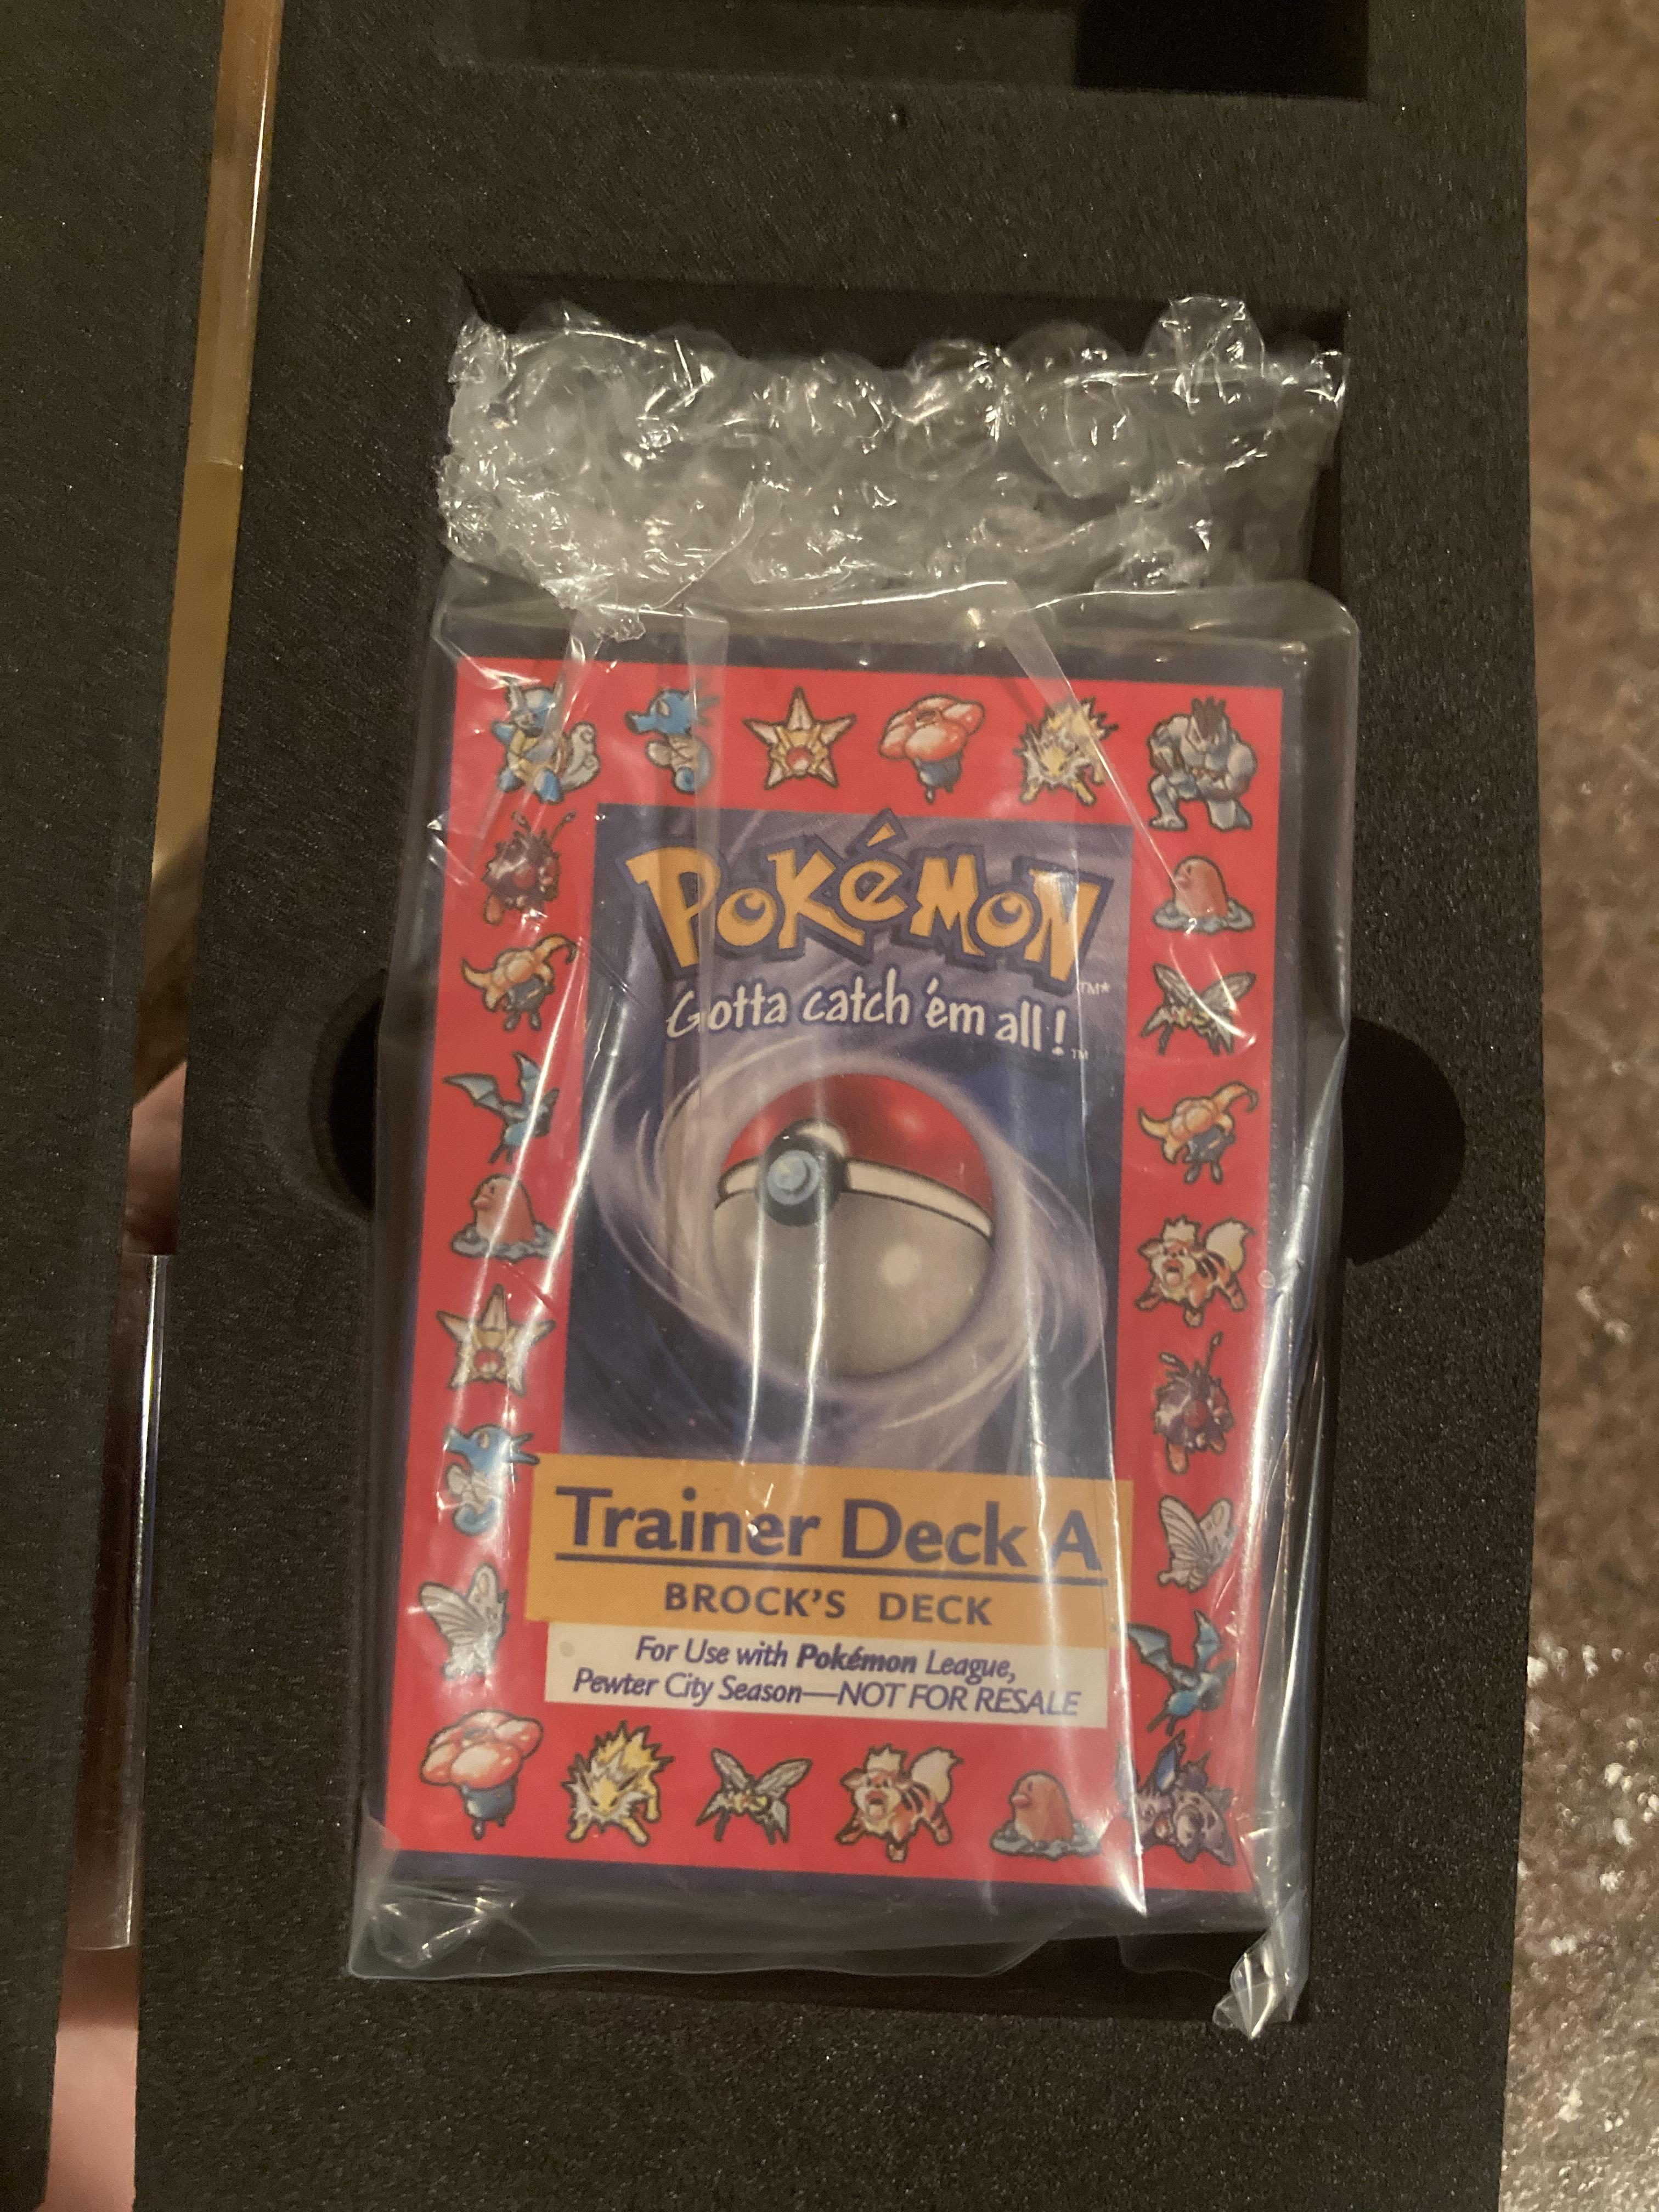 POKéMON
TM*
Gotta catch 'em all!
TM
Trainer Deck A
BROCK'S DECK
For Use with Pokémon League,
Pewter City Season—NOT FOR RESALE